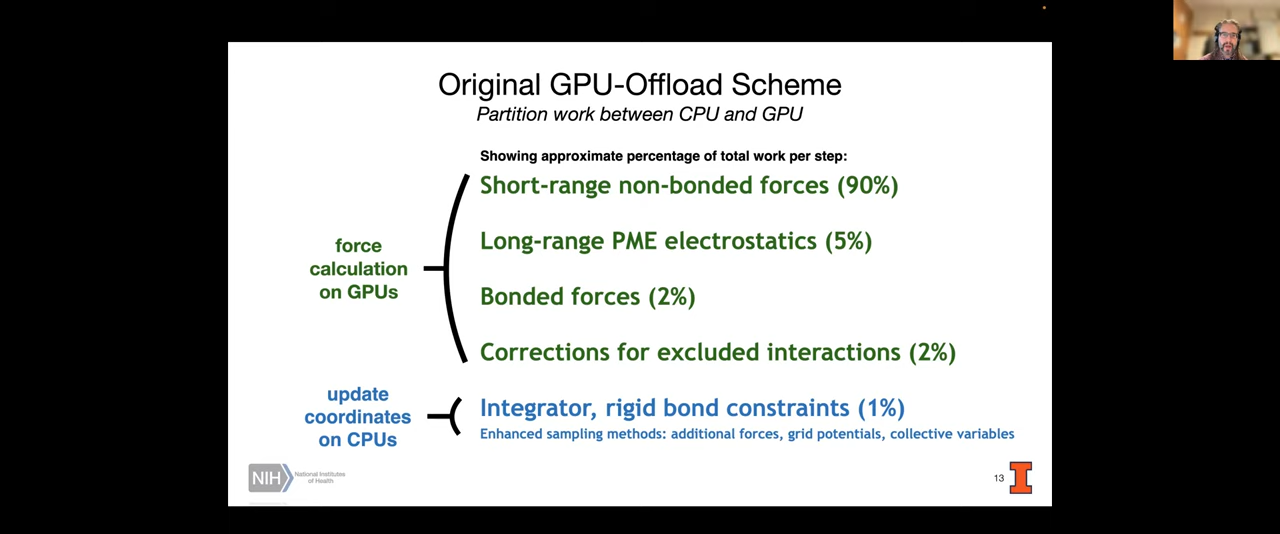 Original GPU-Offload Scheme
Partition work between CPU and GPU
Showing approximate percentage of total work per step:
force
calculation
on GPUs
Short-range non-bonded forces (90%)
Long-range PME electrostatics (5%)
Bonded forces (2%)
Corrections for excluded interactions (2%)
update
coordinates
on CPUs
Integrator, rigid bond constraints (1%)
Enhanced sampling methods: additional forces, grid potentials, collective variables
NIH
National Institutes
of Health
13
I